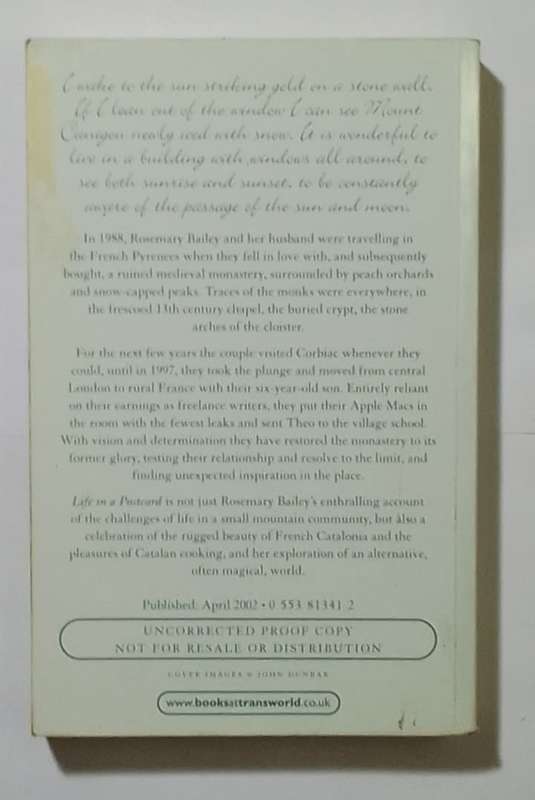 I wake to the sun striking gold on a stone wall.
If I lean out of the window I can see Mount
Canigou newly iced with snow. It is wonderful to
live in a building with windows all around, to
see both sunrise and sunset, to be constantly
aware of the passage of the sun and moon.
In 1988, Rosemary Bailey and her husband were travelling in
the French Pyrenees when they fell in love with, and subsequently
bought, a ruined medieval monastery, surrounded by peach orchards
and snow-capped peaks. Traces of the monks were everywhere, in
the frescoed 13th century chapel, the buried crypt, the stone
arches of the cloister.
For the next few years the couple visited Corbiac whenever they
could, until in 1997, they took the plunge and moved from central
London to rural France with their six-year-old son. Entirely reliant
on their earnings as freelance writers, they put their Apple Macs in
the room with the fewest leaks and sent Theo to the village school.
With vision and determination they have restored the monastery to its
former glory, testing their relationship and resolve to the limit, and
finding unexpected inspiration in the place.
Life in a Postcard is not just Rosemary Bailey's enthralling account
of the challenges of life in a small mountain community, but also a
celebration of the rugged beauty of French Catalonia and the
pleasures of Catalan cooking, and her exploration of an alternative,
often magical, world.
Published: April 2002 • 0 553 81341 2
UNCORRECTED PROOF COPY
NOT FOR RESALE OR DISTRIBUTION
COVER IMAGES © JOHN DUNBAR
www.booksattransworld.co.uk